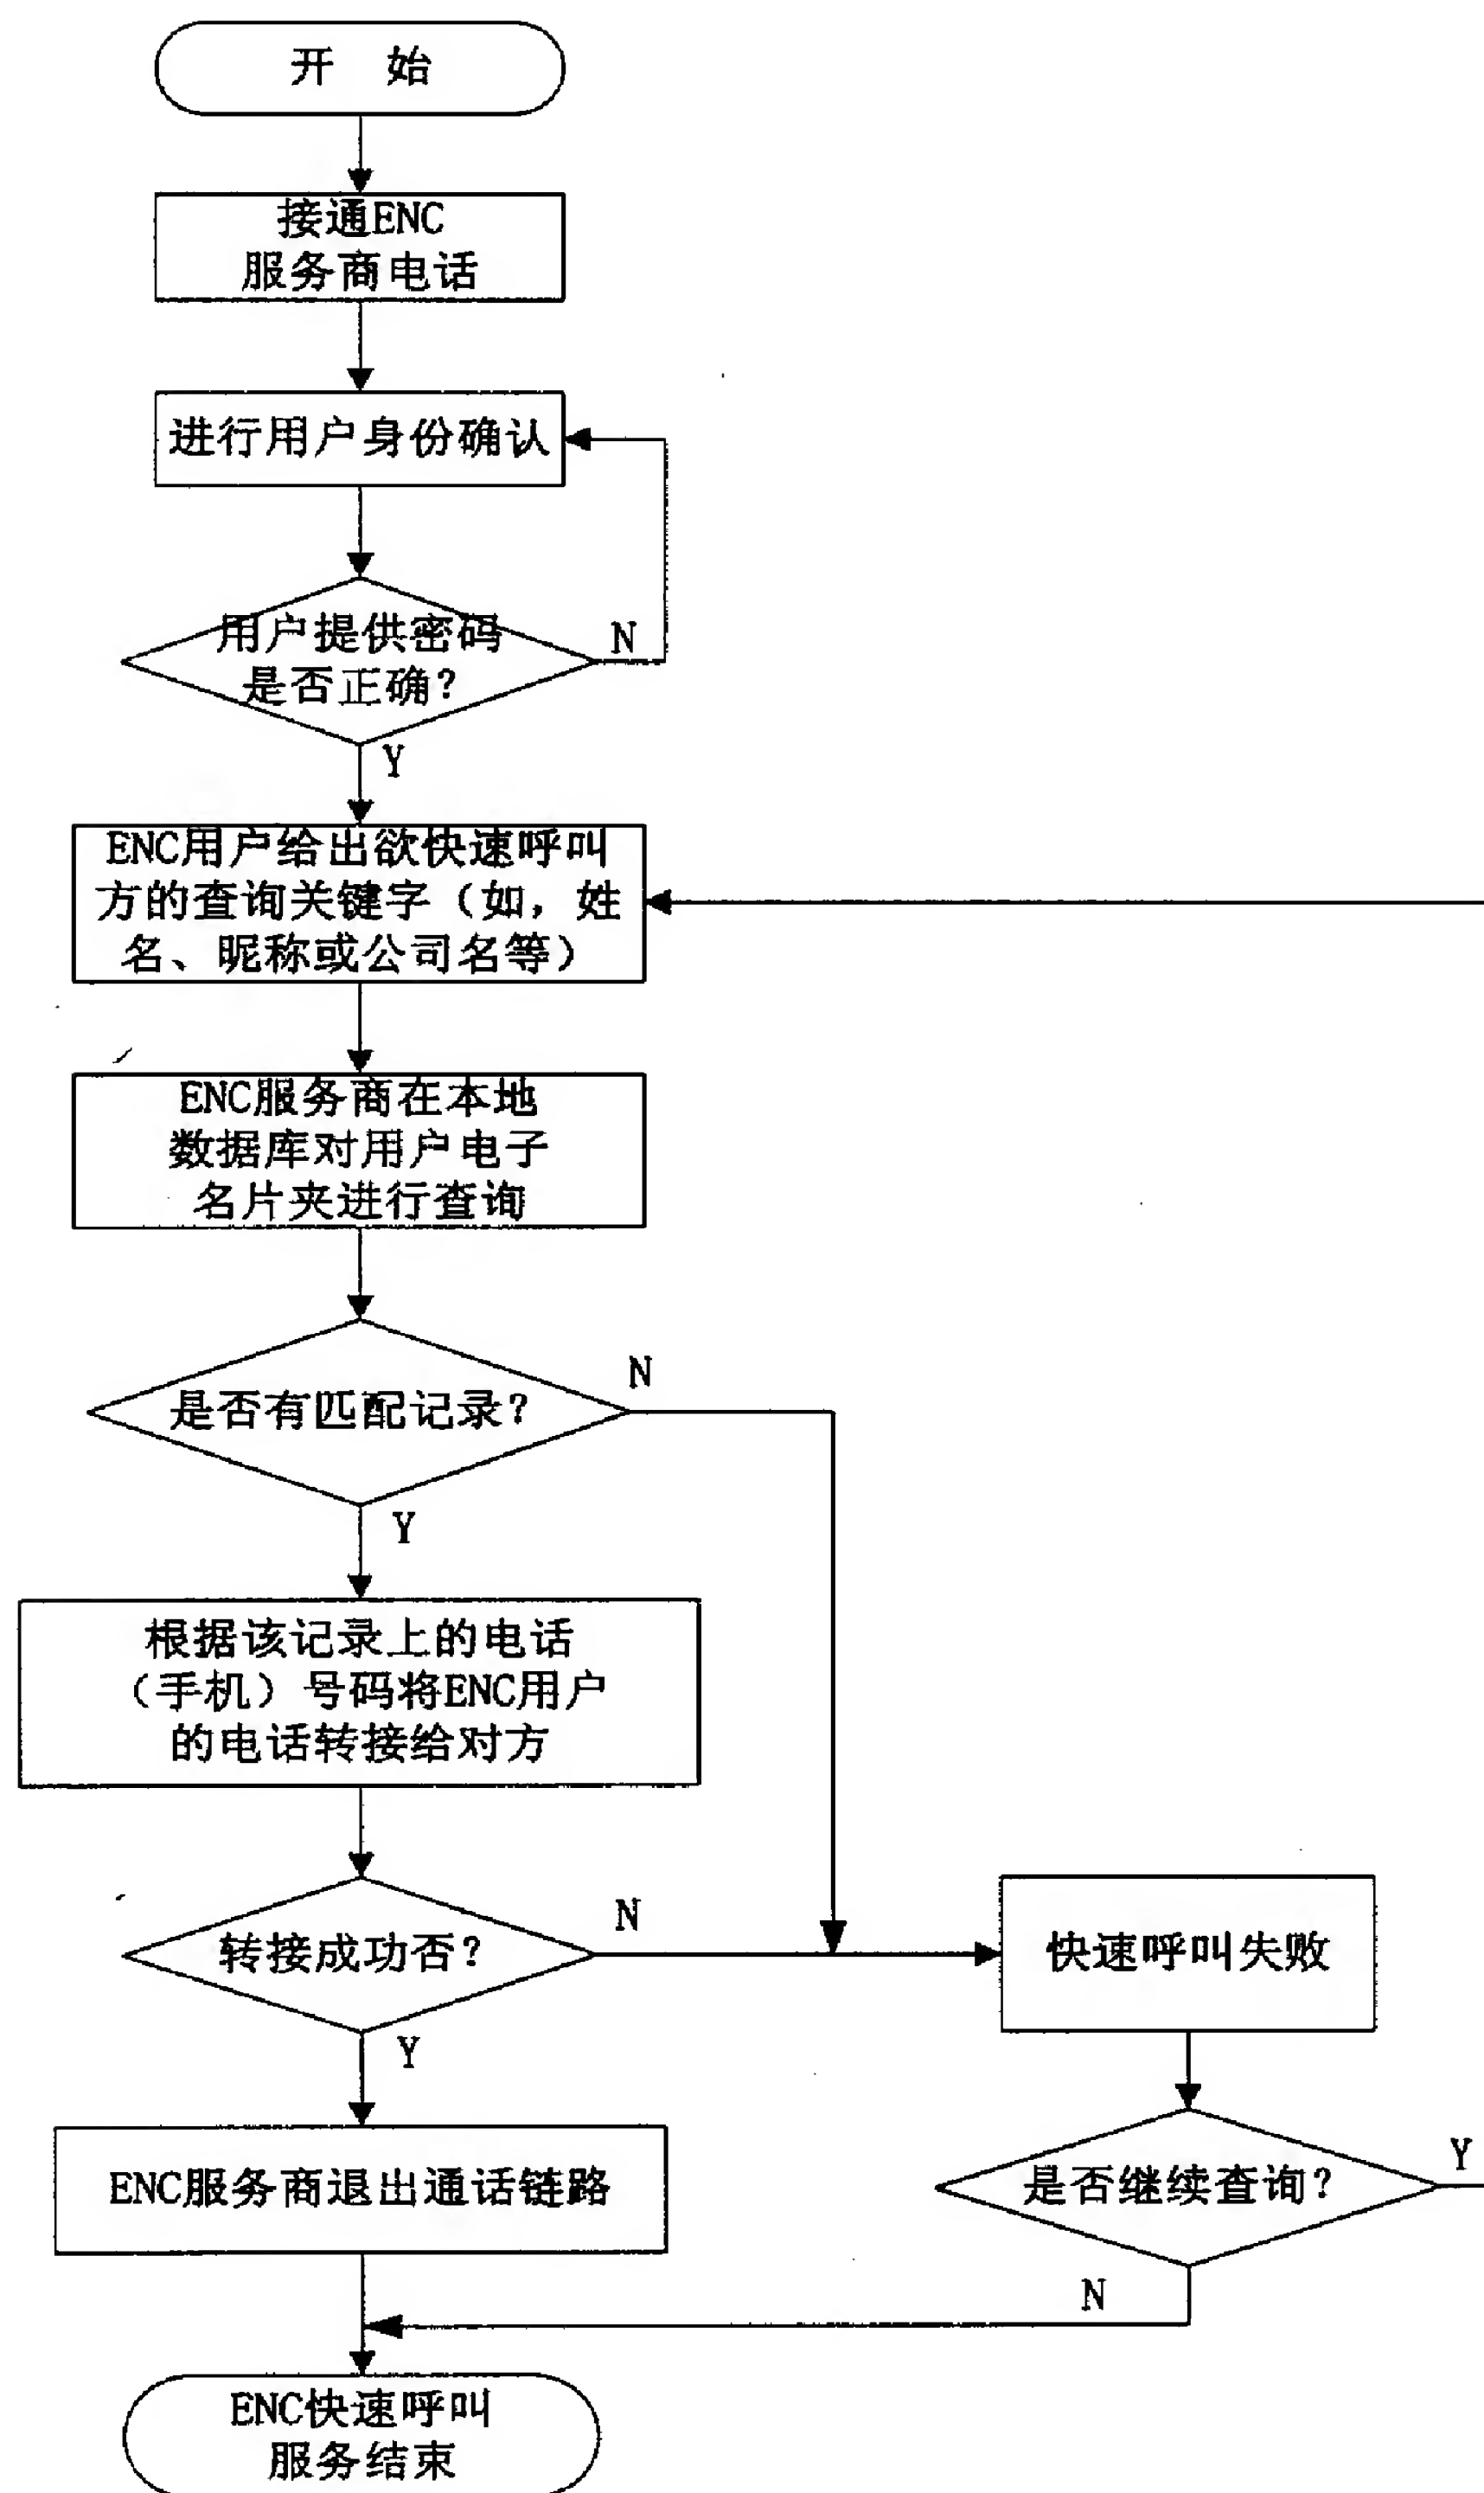 开 始
接通ENC
服务商电话
进行用户身份确认
用户提供密码
是否正确?
N
Y
ENC用户给出欲快速呼叫
方的查询关键字（如，姓
名、昵称或公司名等）
ENC服务商在本地
数据库对用户电子
名片夹进行查询
是否有匹配记录?
N
Y
根据该记录上的电话
（手机）号码将ENC用户
的电话转接给对方
转接成功否?
N
快速呼叫失败
Y
ENC服务商退出通话链路
是否继续查询?
Y
N
ENC快速呼叫
服务结束